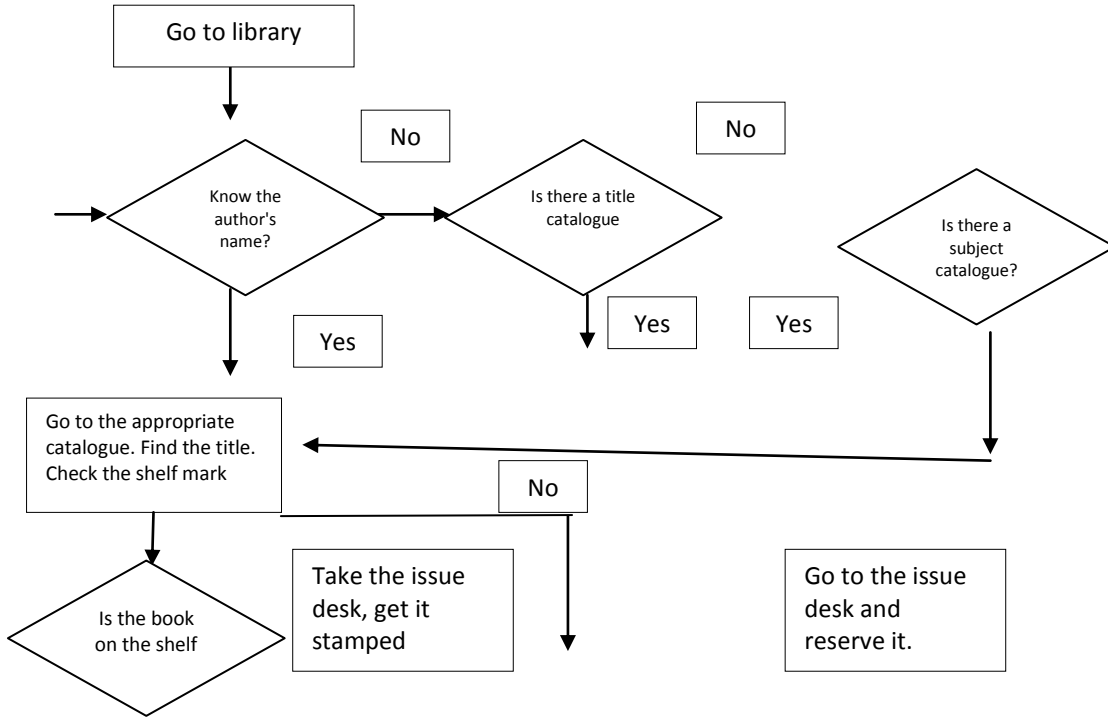 Go to library
No
No
Know the
author's
name?
Is there a title
catalogue
Is there a
subject
catalogue?
Yes
Yes
Yes
Go to the appropriate
catalogue. Find the title.
Check the shelf mark
No
Is the book
on the shelf
Take the issue
desk, get it
stamped
Go to the issue
desk and
reserve it.